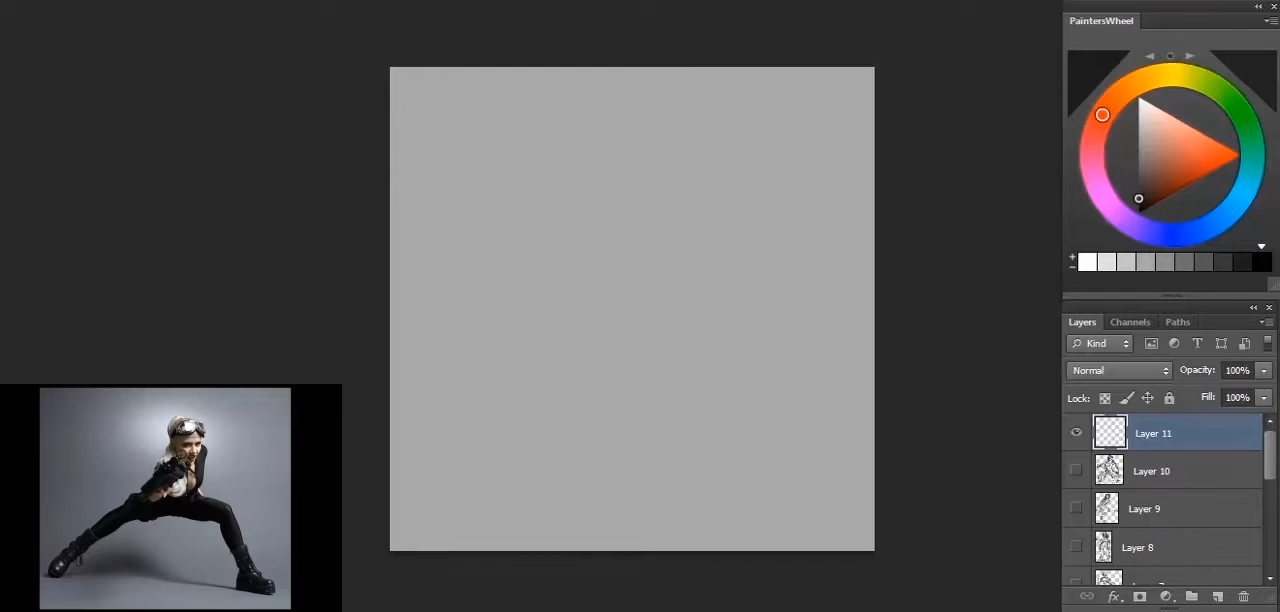 PaintersWheel
Layers Channels Paths
Kind
Normal Opacity: 100%
Lock: Fill: 100%
Layer 11
Layer 10
Layer 9
Layer 8
fx